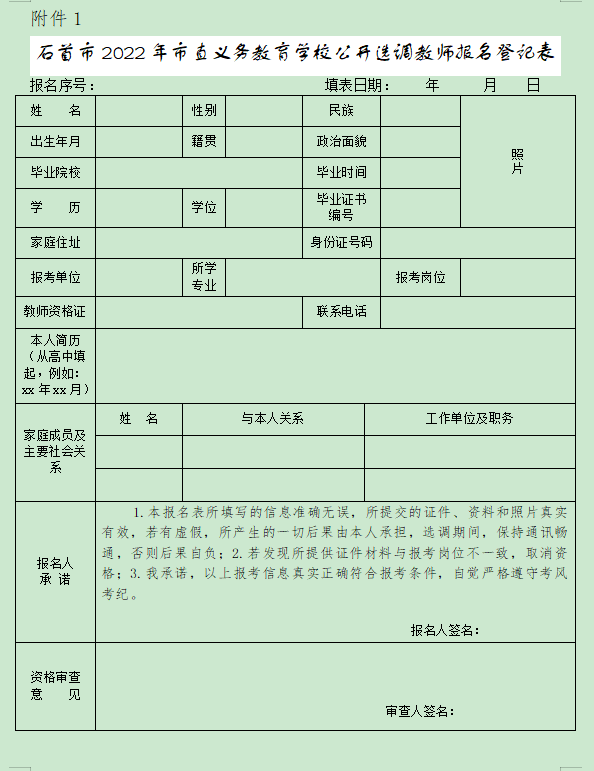 附件1
石首市2022年市直义务教育学校公开选调教师报名登记表
报名序号： 填表日期： 年 月 日
姓 名 性别 民族
照
片
出生年月 籍贯 政治面貌
毕业院校 毕业时间
学 历 学位 毕业证书
编号
家庭住址 身份证号码
报考单位 所学
专业 报考岗位
教师资格证 联系电话
本人简历
（从高中填
起，例如：
xx年xx月）
家庭成员及
主要社会关
系
姓 名 与本人关系 工作单位及职务
报名人
承 诺
1.本报名表所填写的信息准确无误，所提交的证件、资料和照片真实
有效，若有虚假，所产生的一切后果由本人承担，选调期间，保持通讯畅
通，否则后果自负；2.若发现所提供证件材料与报考岗位不一致，取消资
格；3.我承诺，以上报考信息真实正确符合报考条件，自觉严格遵守考风
考纪。
报名人签名：
资格审查
意 见
审查人签名：